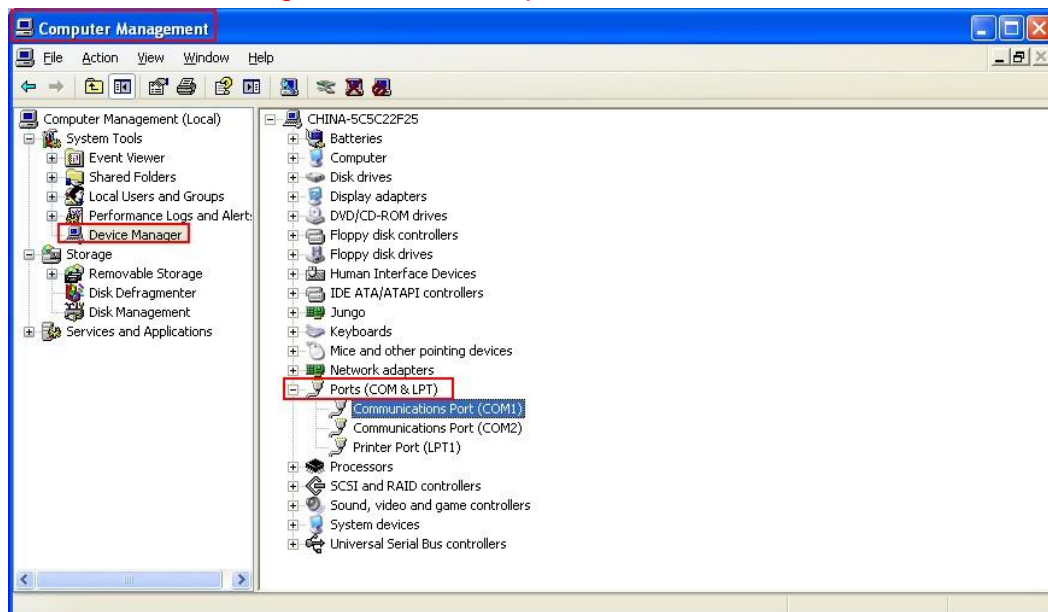 Computer Management
File Action View Window Help
Computer Management (Local)
System Tools
Event Viewer
Shared Folders
Local Users and Groups
Performance Logs and Alert
Device Manager
Storage
Removable Storage
Disk Defragmenter
Disk Management
Services and Applications
CHINA-5C5C22F25
Batteries
Computer
Disk drives
Display adapters
DVD/CD-ROM drives
Floppy disk controllers
Floppy disk drives
Human Interface Devices
IDE ATA/ATAPI controllers
Jungo
Keyboards
Mice and other pointing devices
Network adapters
Ports (COM & LPT)
Communications Port (COM1)
Communications Port (COM2)
Printer Port (LPT1)
Processors
SCSI and RAID controllers
Sound, video and game controllers
System devices
Universal Serial Bus controllers